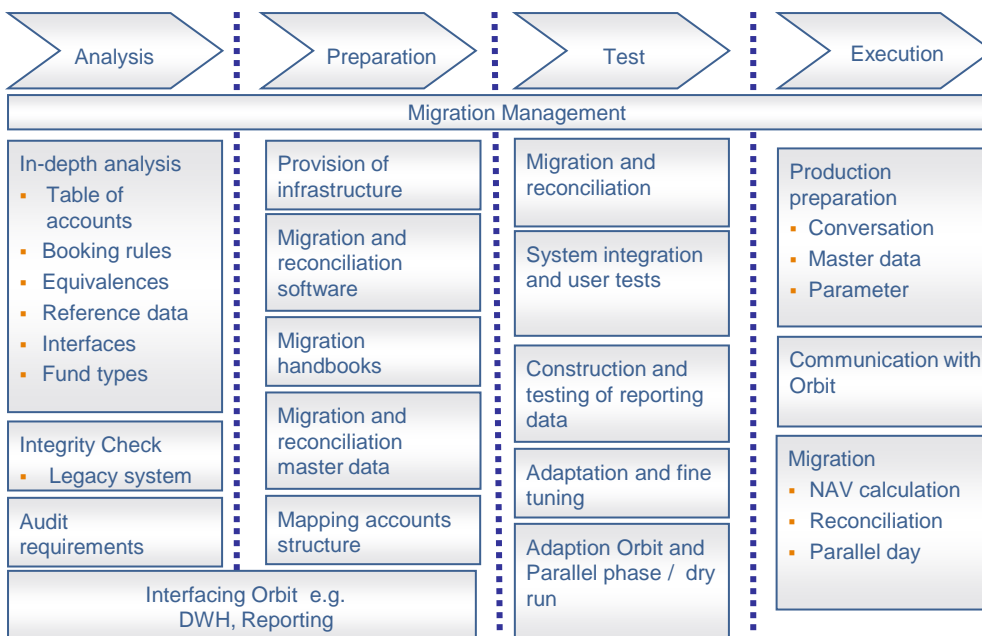 Analysis
Preparation
Test
Execution
Migration Management
In-depth analysis
▪ Table of
accounts
▪ Booking rules
▪ Equivalences
▪ Reference data
▪ Interfaces
▪ Fund types
Integrity Check
▪ Legacy system
Audit
requirements
Provision of
infrastructure
Migration and
reconciliation
software
Migration
handbooks
Migration and
reconciliation
master data
Mapping accounts
structure
Interfacing Orbit e.g.
DWH, Reporting
Migration and
reconciliation
System integration
and user tests
Construction and
testing of reporting
data
Adaptation and fine
tuning
Adaption Orbit and
Parallel phase / dry
run
Production
preparation
▪ Conversation
▪ Master data
▪ Parameter
Communication with
Orbit
Migration
▪ NAV calculation
▪ Reconciliation
▪ Parallel day